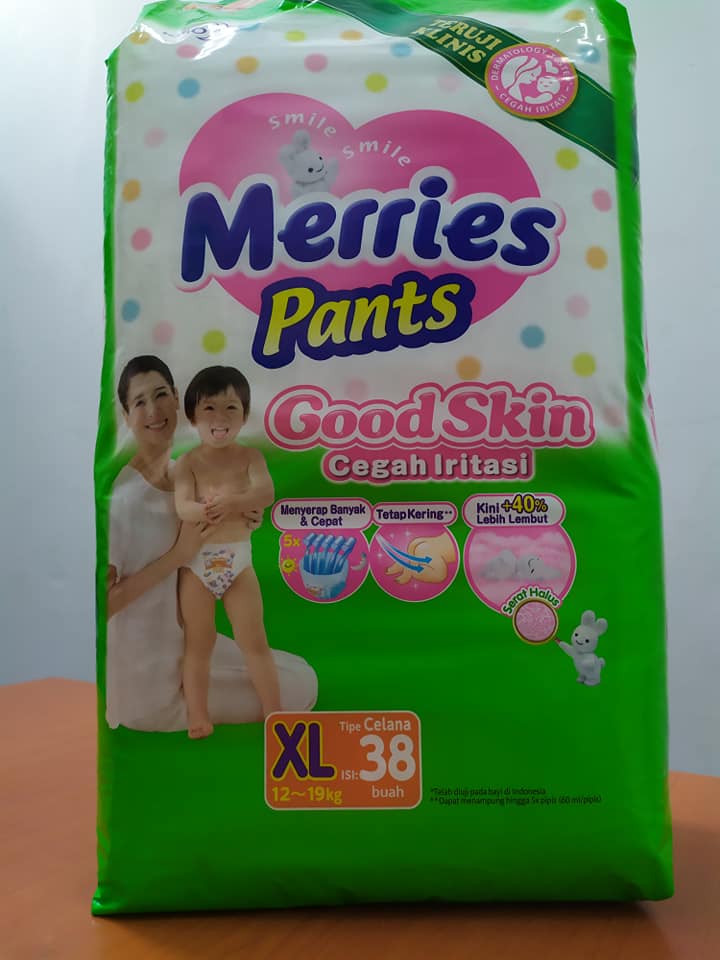 TERUJI
KLINIS
DERMATOLOGY TESTED
CEGAH IRITASI
Smile
Smile
Merries
Pants
Good Skin
Cegah Iritasi
Menyerap Banyak
& Cepat
5x
Tetap Kering**
Kini +40%
Lebih Lembut
Serat Halus
XL
12~19kg
Tipe Celana
ISI: 38
buah
*Telah diuji pada bayi di Indonesia
**Dapat menampung hingga 5x pipis (60 ml/pipis)